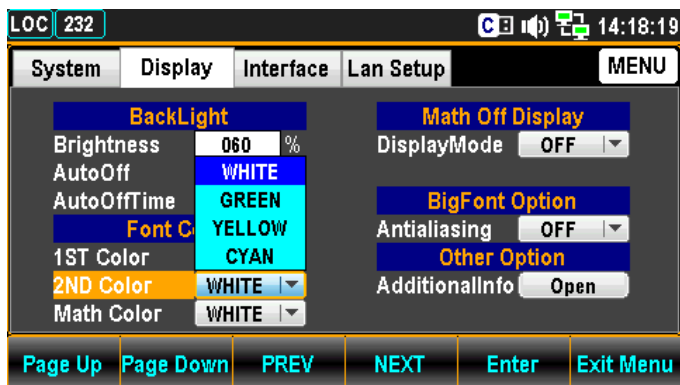 LOC 232 C 14:18:19
System Display Interface Lan Setup MENU
BackLight
Brightness 060 %
AutoOff
AutoOffTime
WHITE
GREEN
YELLOW
CYAN
1ST Color
2ND Color WHITE
Math Color WHITE
Math Off Display
DisplayMode OFF
BigFont Option
Antialiasing OFF
Other Option
AdditionalInfo Open
Page Up Page Down PREV NEXT Enter Exit Menu